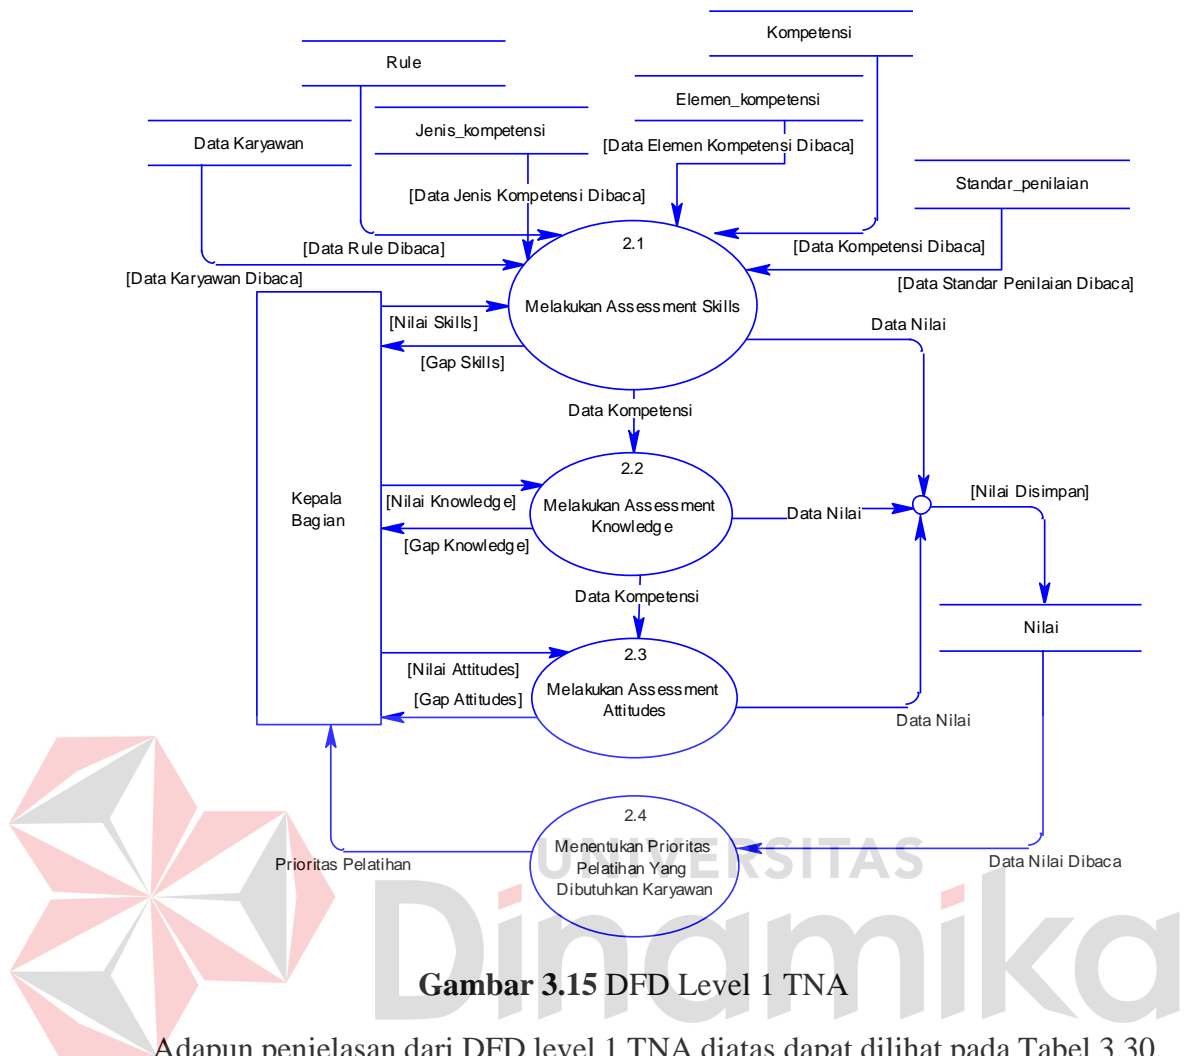 Kompetensi
Rule
Elemen_kompetensi
Jenis_kompetensi
Data Karyawan
[Data Elemen Kompetensi Dibaca]
Standar_penilaian
[Data Jenis Kompetensi Dibaca]
[Data Rule Dibaca]
2.1
[Data Kompetensi Dibaca]
[Data Karyawan Dibaca]
[Data Standar Penilaian Dibaca]
Melakukan Assessment Skills
[Nilai Skills]
Data Nilai
[Gap Skills]
Data Kompetensi
2.2
Kepala
Bagian
[Nilai Knowledge]
Melakukan Assessment
Knowledge
[Nilai Disimpan]
Data Nilai
[Gap Knowledge]
Data Kompetensi
Nilai
2.3
[Nilai Attitudes]
Melakukan Assessment
Attitudes
[Gap Attitudes]
Data Nilai
2.4
Menentukan Prioritas
Pelatihan Yang
Dibutuhkan Karyawan
Prioritas Pelatihan
Data Nilai Dibaca
UNIVERSITAS
Dinamika
Gambar 3.15 DFD Level 1 TNA
Adapun penjelasan dari DFD level 1 TNA diatas dapat dilihat pada Tabel 3.30